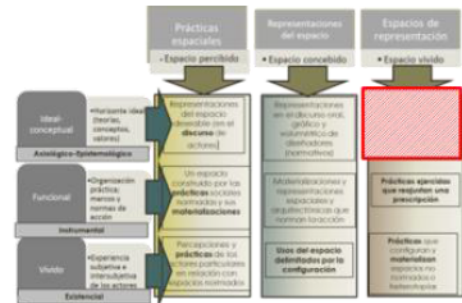 Prácticas
espaciales
Espacio percibido
Representaciones
del espacio
• Espacio concebido
Espacios de
representación
• Espacio vivido
Ideal-
conceptual
• Horizonte ideal
(teorías,
conceptos,
valores)
Axiológico-Epistemológico
Representaciones
del espacio
deseable (en el
discurso de
actores)
Representaciones
en el discurso oral,
gráfico y
volumétrico de
diseñadores
(normativos)
Funcional
• Organización
práctica;
marcos y
normas de
acción
Instrumental
Un espacio
construido por las
prácticas sociales
normadas y sus
materializaciones
Materializaciones y
representaciones
espaciales y
arquitectónicas que
norman la acción
Prácticas ejercidas
que reajustan una
prescripción
Vivido
• Experiencia
subjetiva e
intersubjetiva
de los actores
Existencial
Percepciones y
prácticas de los
actores particulares
en relación con
espacios normados
Usos del espacio
delimitados por la
configuración
Prácticas que
configuran y
materializan
espacios no
normados o
heterotopías